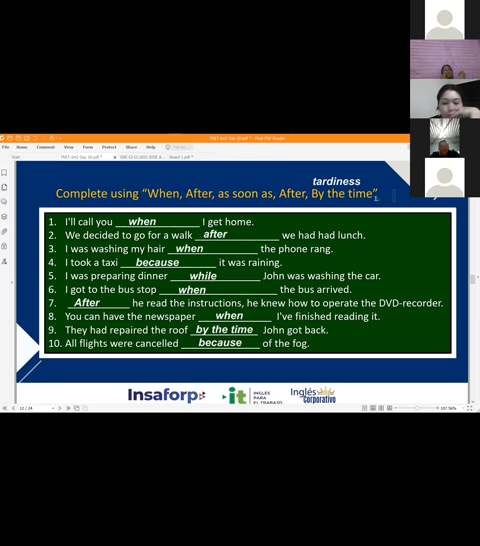 File Home Comment View Form Protect Share Help
Start
tardiness
Complete using “When, After, as soon as, After, By the time”
1. I'll call you when I get home.
2. We decided to go for a walk after we had had lunch.
3. I was washing my hair when the phone rang.
4. I took a taxi because it was raining.
5. I was preparing dinner while John was washing the car.
6. I got to the bus stop when the bus arrived.
7. After he read the instructions, he knew how to operate the DVD-recorder.
8. You can have the newspaper when I've finished reading it.
9. They had repaired the roof by the time John got back.
10. All flights were cancelled because of the fog.
Insaforp
it INGLÉS PARA EL TRABAJO
Inglés Corporativo
12 / 24
107.56%